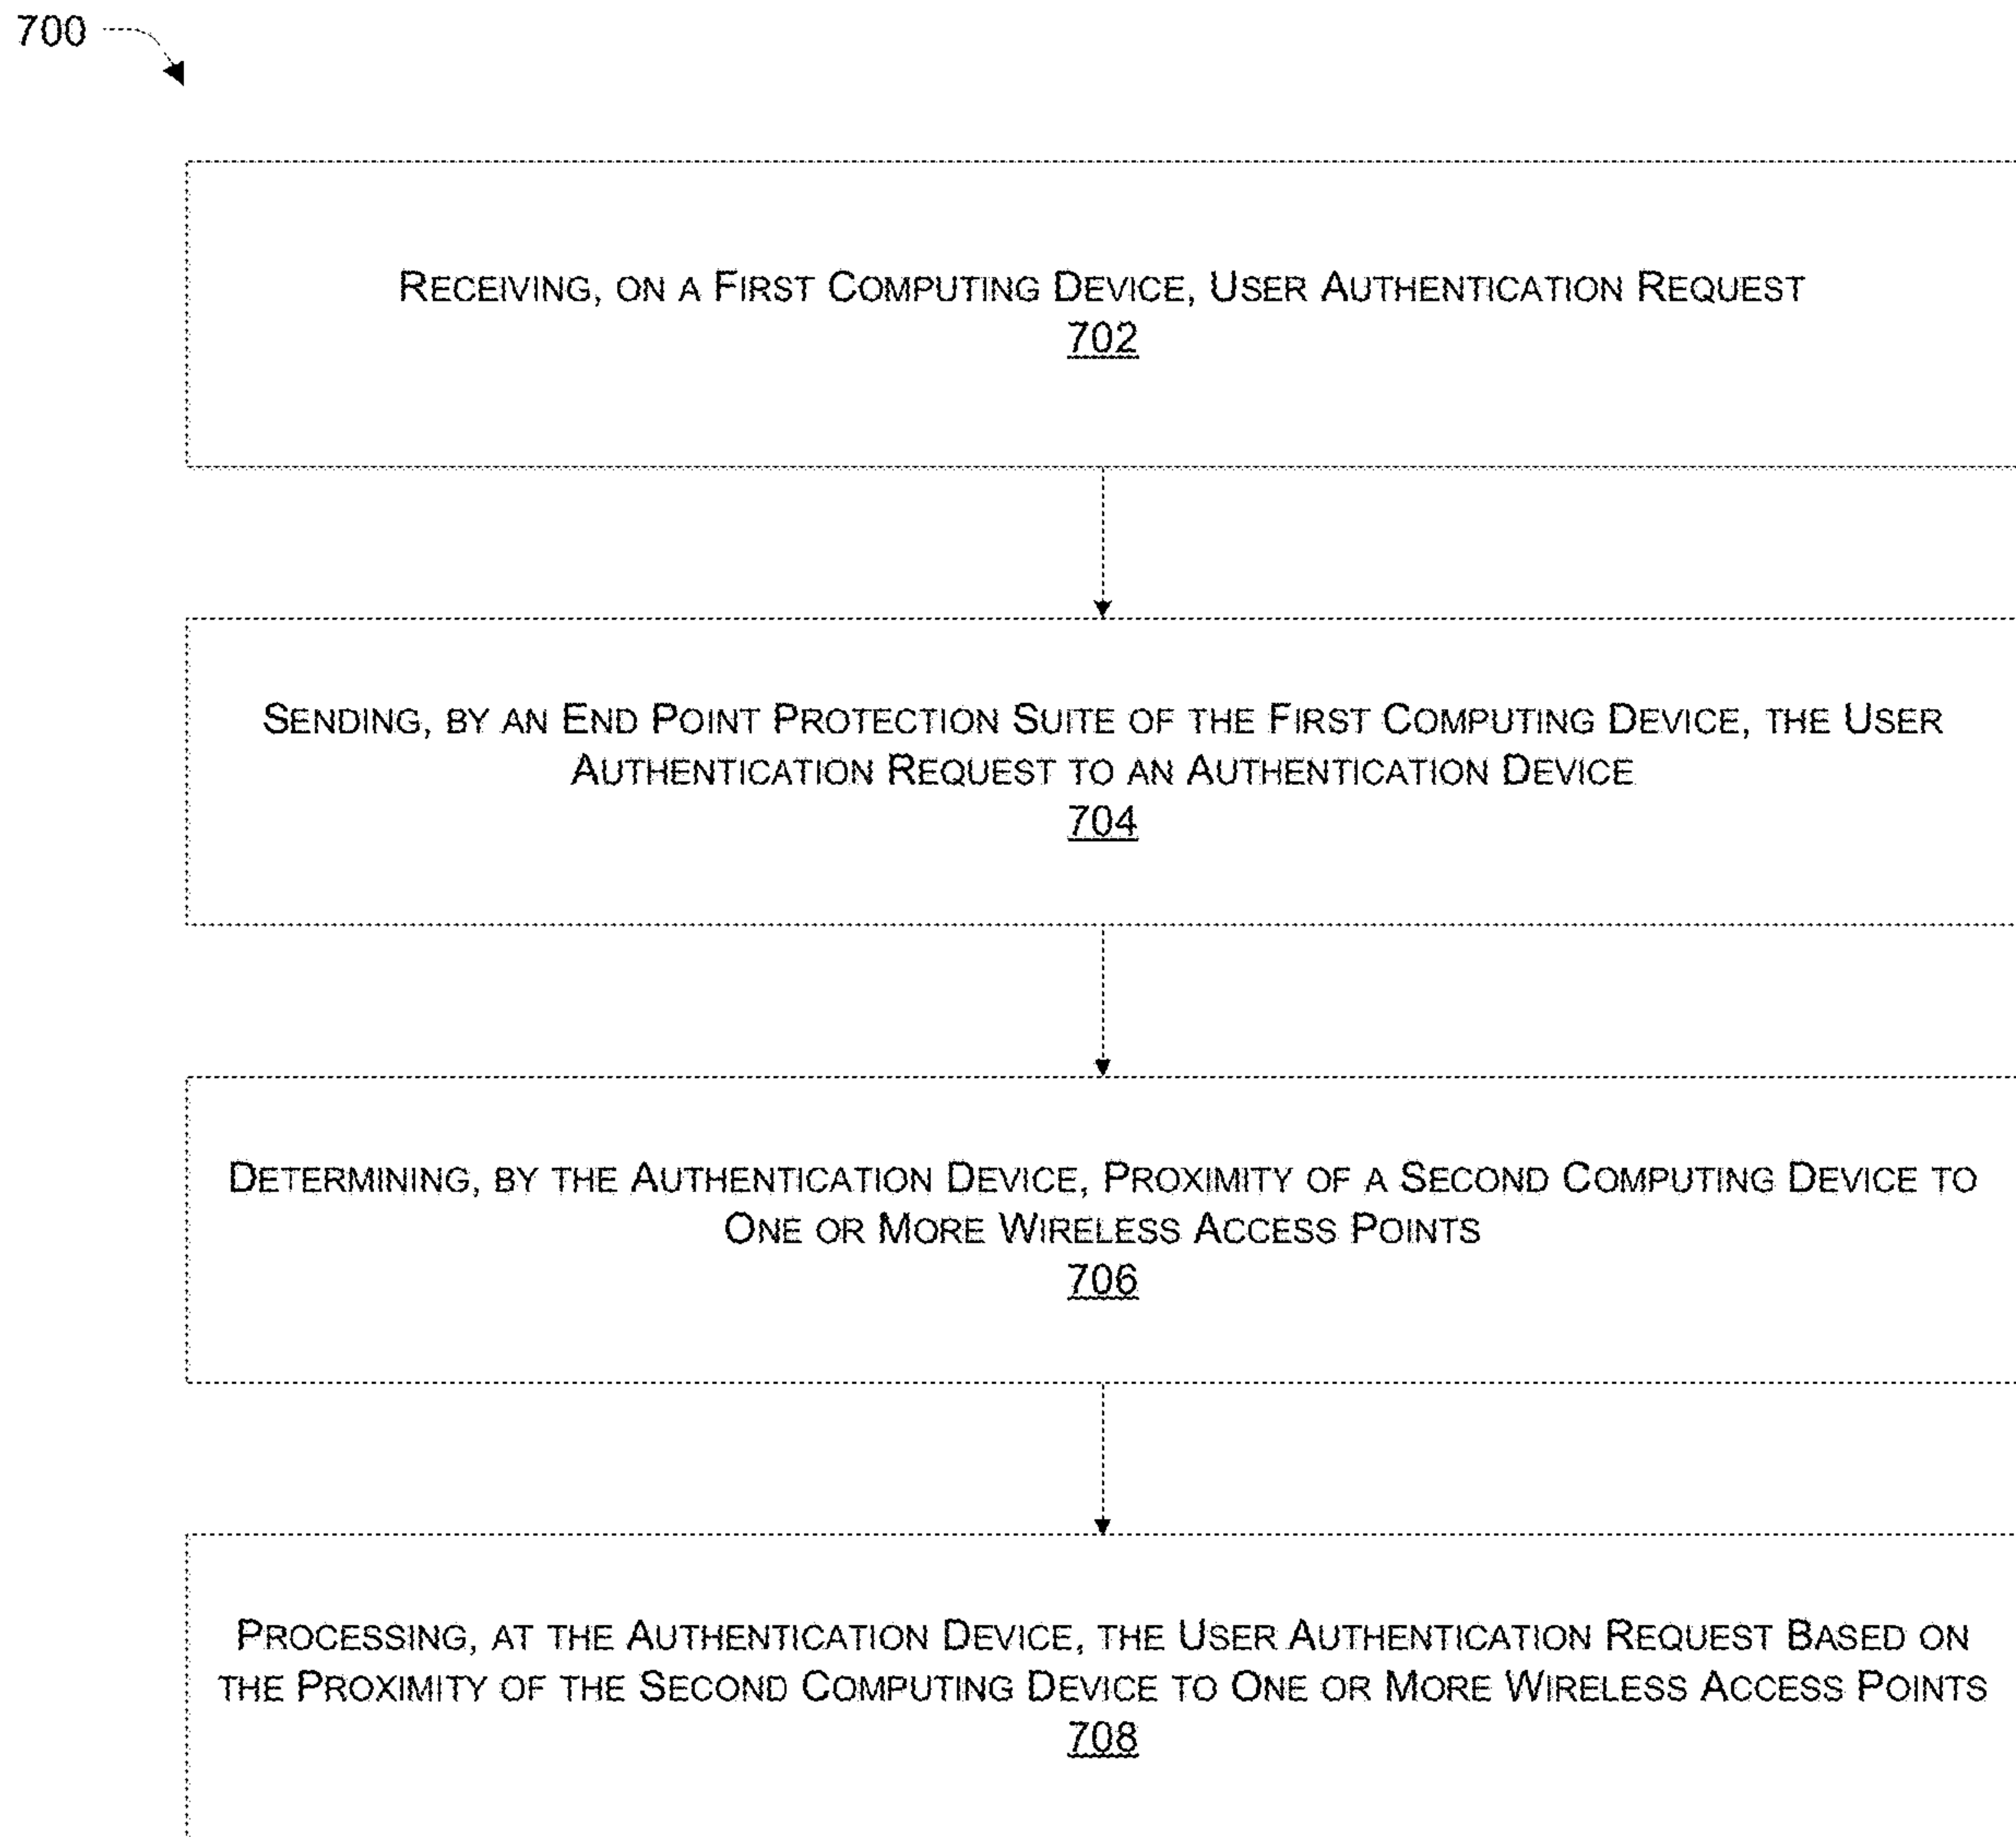 700
RECEIVING, ON A FIRST COMPUTING DEVICE, USER AUTHENTICATION REQUEST
702
SENDING, BY AN END POINT PROTECTION SUITE OF THE FIRST COMPUTING DEVICE, THE USER
AUTHENTICATION REQUEST TO AN AUTHENTICATION DEVICE
704
DETERMINING, BY THE AUTHENTICATION DEVICE, PROXIMITY OF A SECOND COMPUTING DEVICE TO
ONE OR MORE WIRELESS ACCESS POINTS
706
PROCESSING, AT THE AUTHENTICATION DEVICE, THE USER AUTHENTICATION REQUEST BASED ON
THE PROXIMITY OF THE SECOND COMPUTING DEVICE TO ONE OR MORE WIRELESS ACCESS POINTS
708